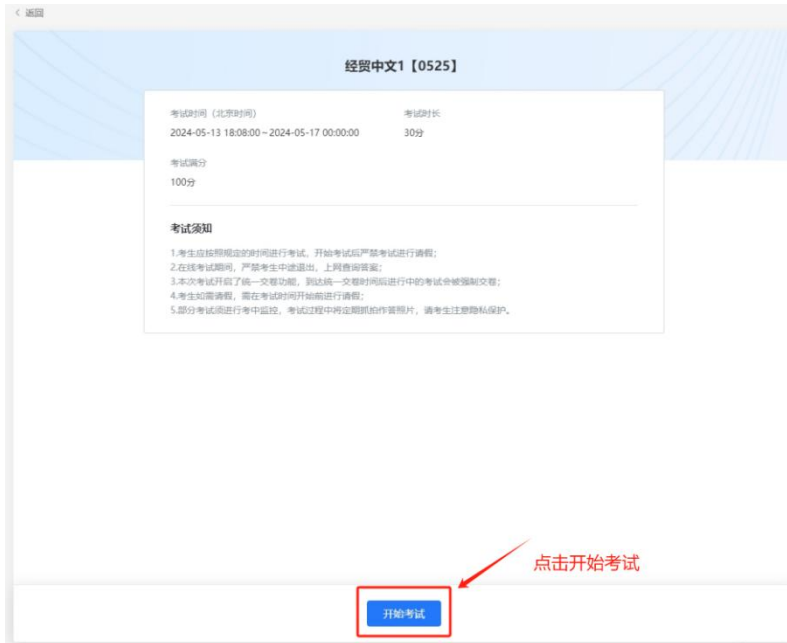 < 返回
经贸中文1【0525】
考试时间（北京时间）
考试时长
2024-05-13 18:08:00 ~ 2024-05-17 00:00:00
30分
考试满分
100分
考试须知
1.考生应按照规定的时间进行考试，开始考试后严禁考试进行请假；
2.在线考试期间，严禁考生中途退出，上网查询答案；
3.本次考试开启了统一交卷功能，到达统一交卷时间后进行中的考试会被强制交卷；
4.考生如需请假，需在考试时间开始前进行请假；
5.部分考试须进行考中监控，考试过程中将定期抓拍作答照片，请考生注意隐私保护。
点击开始考试
开始考试